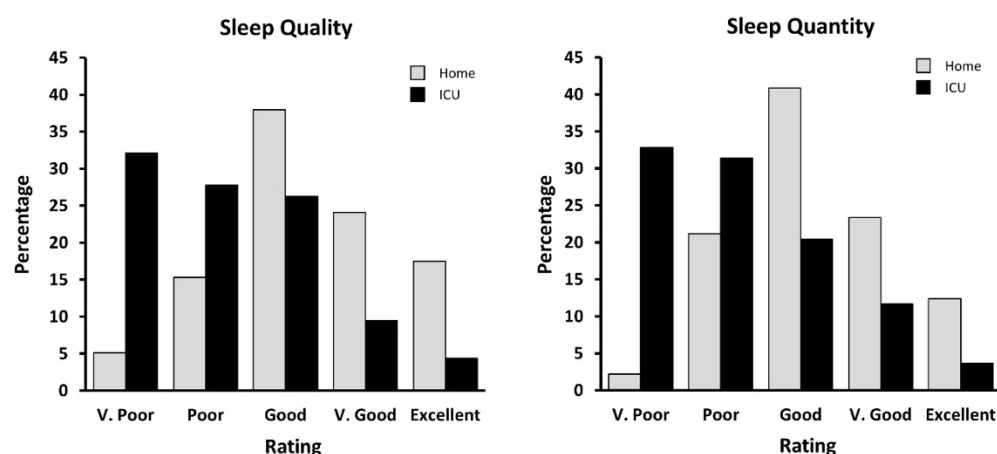 Sleep Quality
45
40
35
30
25
20
15
10
5
0
Percentage
Home
ICU
V. Poor Poor Good V. Good Excellent
Rating
Sleep Quantity
45
40
35
30
25
20
15
10
5
0
Percentage
Home
ICU
V. Poor Poor Good V. Good Excellent
Rating